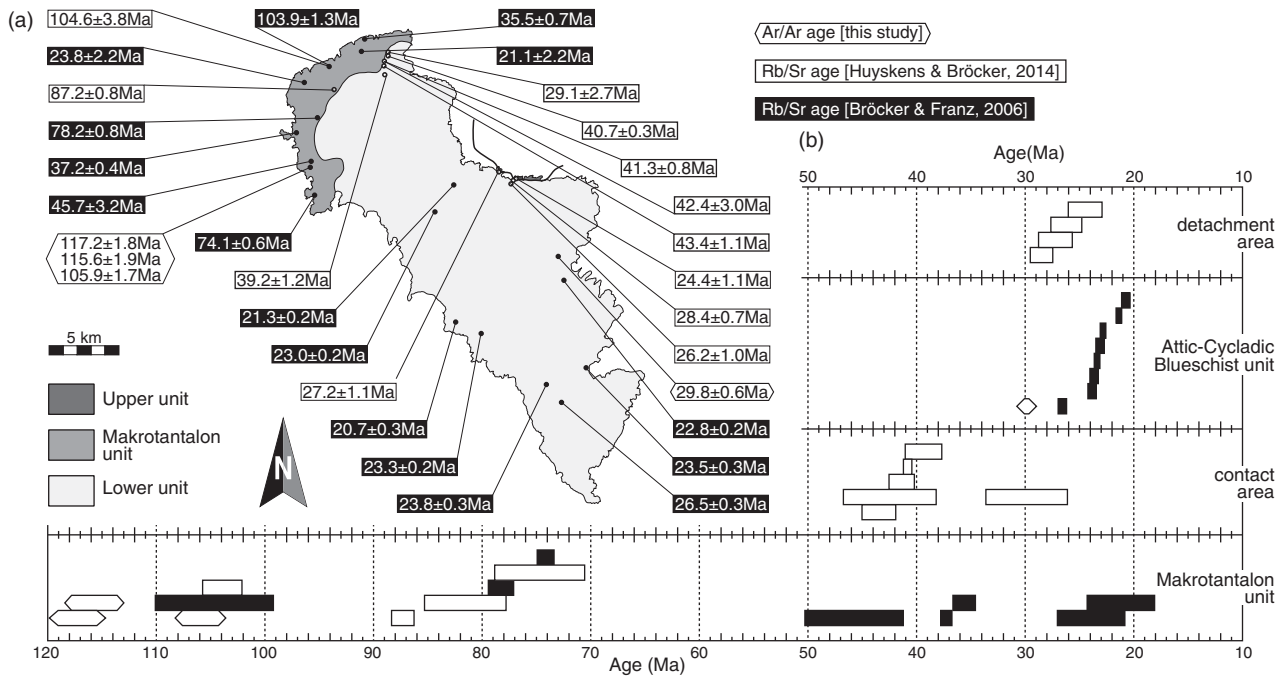 (a)
104.6±3.8Ma
103.9±1.3Ma
35.5±0.7Ma
23.8±2.2Ma
21.1±2.2Ma
87.2±0.8Ma
29.1±2.7Ma
78.2±0.8Ma
40.7±0.3Ma
37.2±0.4Ma
41.3±0.8Ma
45.7±3.2Ma
42.4±3.0Ma
74.1±0.6Ma
43.4±1.1Ma
117.2±1.8Ma
115.6±1.9Ma
105.9±1.7Ma
39.2±1.2Ma
24.4±1.1Ma
21.3±0.2Ma
28.4±0.7Ma
23.0±0.2Ma
26.2±1.0Ma
27.2±1.1Ma
29.8±0.6Ma
20.7±0.3Ma
22.8±0.2Ma
23.3±0.2Ma
23.5±0.3Ma
23.8±0.3Ma
26.5±0.3Ma
5 km
Upper unit
Makrotantalon
unit
Lower unit
N
Ar/Ar age [this study]
Rb/Sr age [Huyskens & Bröcker, 2014]
Rb/Sr age [Bröcker & Franz, 2006]
(b)
Age(Ma)
50 40 30 20 10
detachment
area
Attic-Cycladic
Blueschist unit
contact
area
Makrotantalon
unit
120 110 100 90 80 70 60 50 40 30 20 10
Age (Ma)